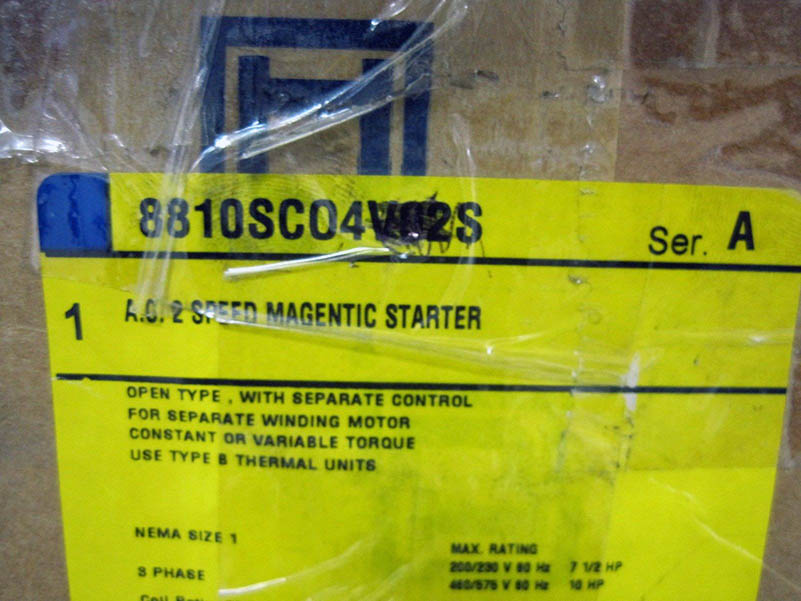 8810SCO4V02S
Ser. A
1 A.C. 2 SPEED MAGENTIC STARTER
OPEN TYPE , WITH SEPARATE CONTROL
FOR SEPARATE WINDING MOTOR
CONSTANT OR VARIABLE TORQUE
USE TYPE B THERMAL UNITS
NEMA SIZE 1
MAX. RATING
3 PHASE
200/230 V 60 Hz 7 1/2 HP
460/575 V 60 Hz 10 HP
Coil